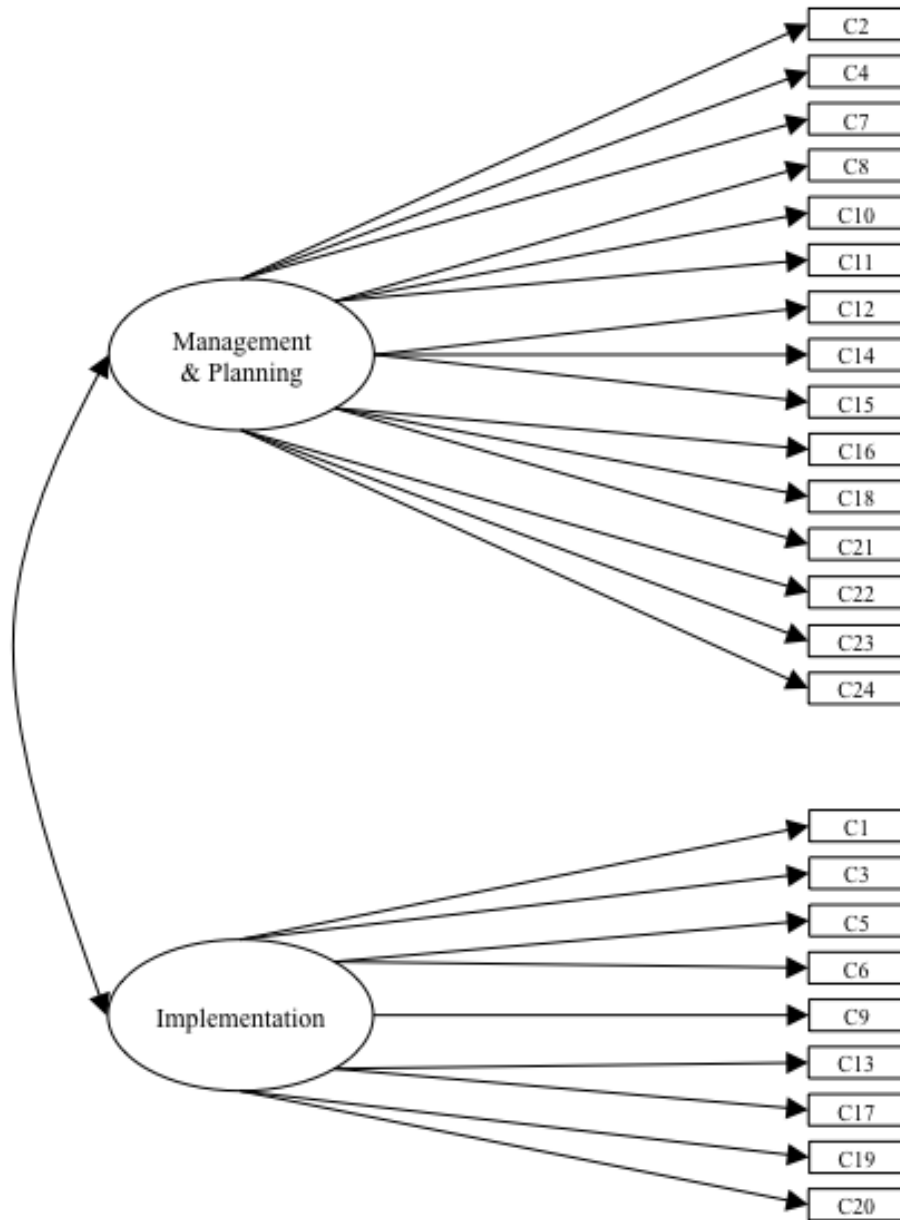 C2
C4
C7
C8
C10
C11
C12
Management
& Planning
C14
C15
C16
C18
C21
C22
C23
C24
C1
C3
C5
C6
Implementation
C9
C13
C17
C19
C20